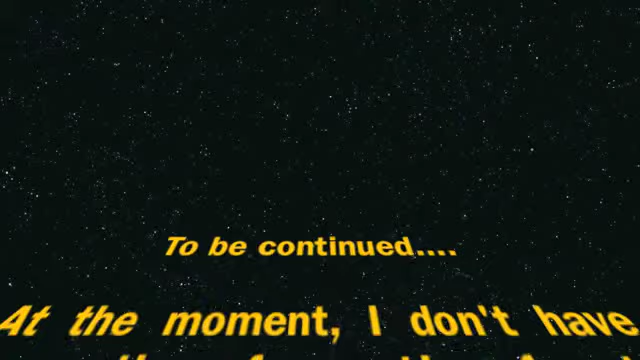 To be continued....
At the moment, I don't have